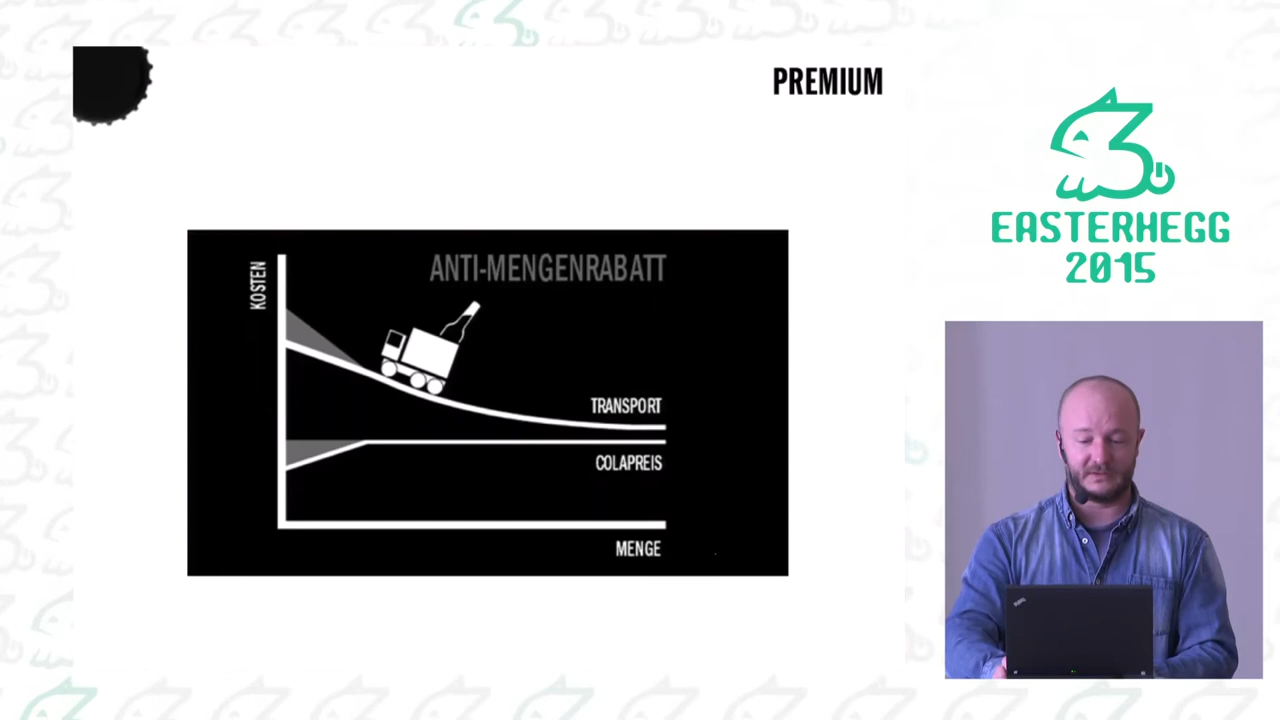 PREMIUM
ANTI-MENGENRABATT
KOSTEN
TRANSPORT
COLAPREIS
MENGE
EASTERHEGG
2015